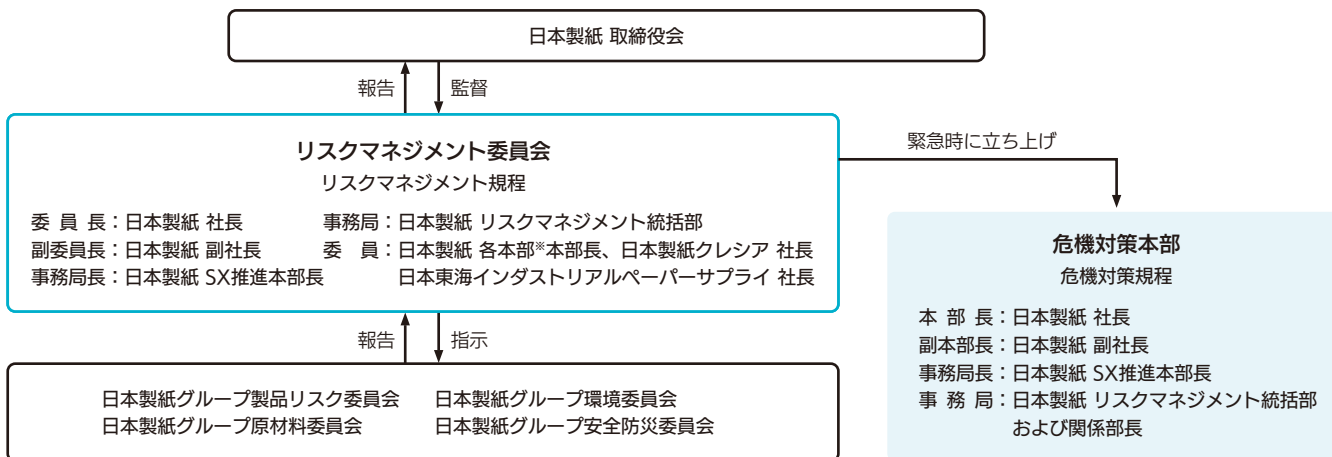 日本製紙 取締役会
報告
監督
リスクマネジメント委員会
リスクマネジメント規程
委 員 長：日本製紙 社長
副委員長：日本製紙 副社長
事務局長：日本製紙 SX推進本部長
事務局：日本製紙 リスクマネジメント統括部
委 員：日本製紙 各本部※本部長、日本製紙クレシア 社長
日本東海インダストリアルペーパーサプライ 社長
緊急時に立ち上げ
危機対策本部
危機対策規程
本 部 長：日本製紙 社長
副本部長：日本製紙 副社長
事務局長：日本製紙 SX推進本部長
事 務 局：日本製紙 リスクマネジメント統括部
および関係部長
報告
指示
日本製紙グループ製品リスク委員会
日本製紙グループ環境委員会
日本製紙グループ原材料委員会
日本製紙グループ安全防災委員会